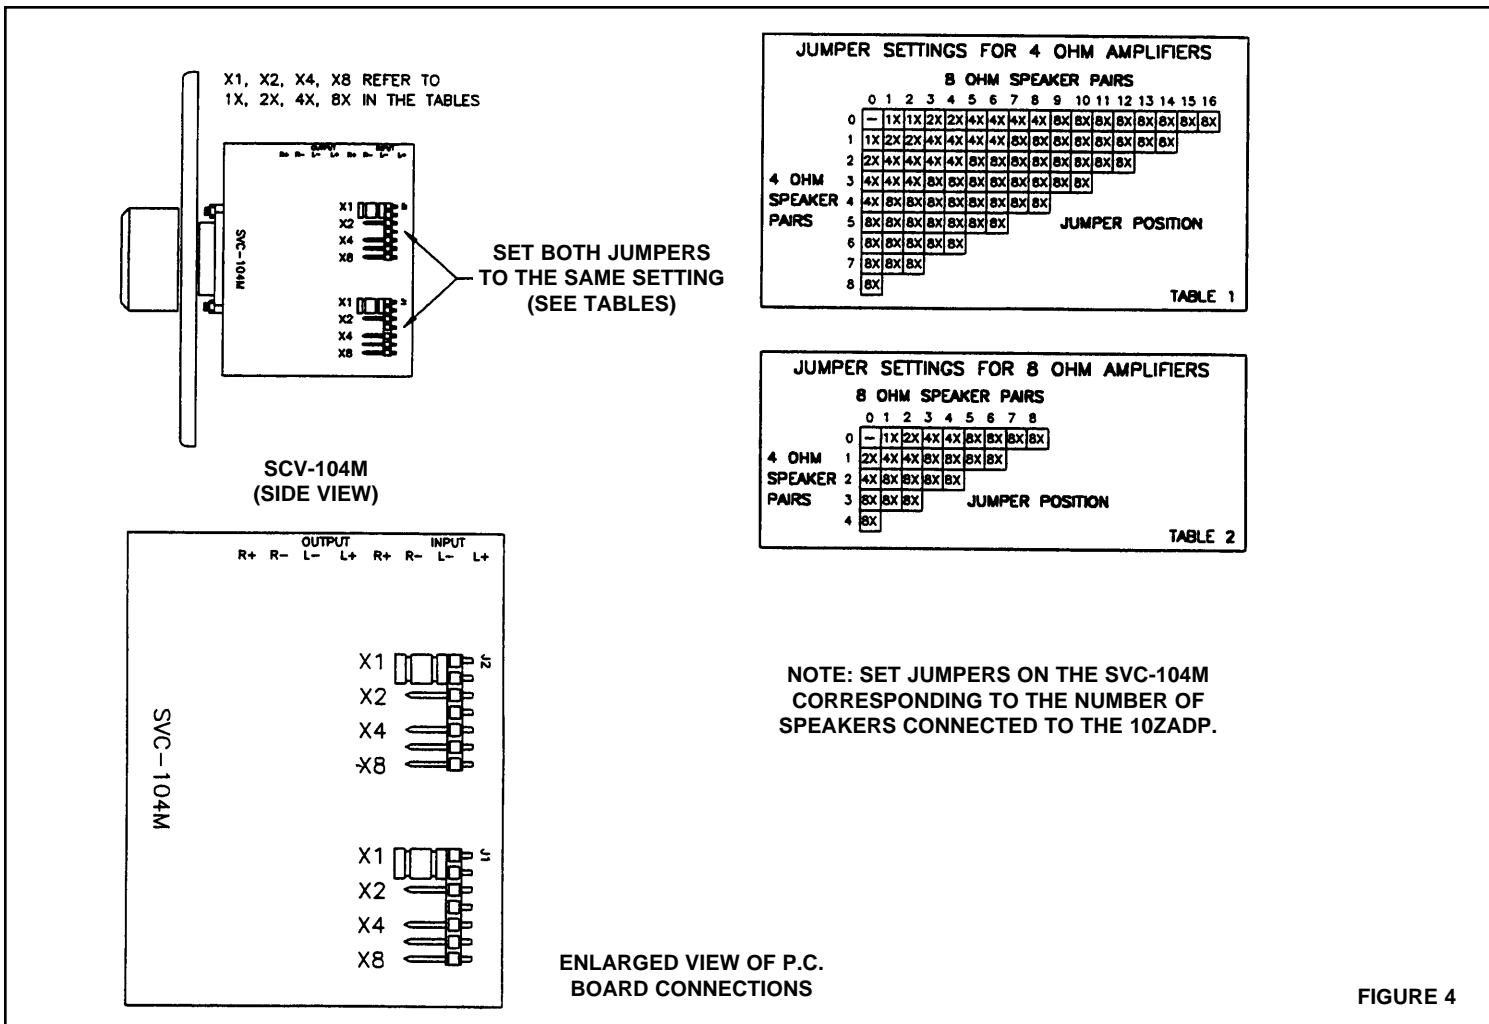 X1, X2, X4, X8 REFER TO
1X, 2X, 4X, 8X IN THE TABLES
OUTPUT INPUT
R+ R- L- L+ R+ R- L- L+
SVC-104M
X1
X2
X4
X8
X1
X2
X4
X8
SET BOTH JUMPERS
TO THE SAME SETTING
(SEE TABLES)
SCV-104M
(SIDE VIEW)
JUMPER SETTINGS FOR 4 OHM AMPLIFIERS
8 OHM SPEAKER PAIRS
0 1 2 3 4 5 6 7 8 9 10 11 12 13 14 15 16
0 – 1X 1X 2X 2X 4X 4X 4X 4X 8X 8X 8X 8X 8X 8X 8X 8X
1 1X 2X 2X 4X 4X 4X 4X 8X 8X 8X 8X 8X 8X 8X 8X
2 2X 4X 4X 4X 4X 8X 8X 8X 8X 8X 8X 8X 8X
4 OHM 3 4X 4X 4X 8X 8X 8X 8X 8X 8X 8X 8X
SPEAKER 4 4X 8X 8X 8X 8X 8X 8X 8X 8X
PAIRS 5 8X 8X 8X 8X 8X 8X 8X JUMPER POSITION
6 8X 8X 8X 8X 8X
7 8X 8X 8X
8 8X
TABLE 1
JUMPER SETTINGS FOR 8 OHM AMPLIFIERS
8 OHM SPEAKER PAIRS
0 1 2 3 4 5 6 7 8
0 – 1X 2X 4X 4X 8X 8X 8X 8X
4 OHM 1 2X 4X 4X 8X 8X 8X 8X
SPEAKER 2 4X 8X 8X 8X 8X
PAIRS 3 8X 8X 8X JUMPER POSITION
4 8X
TABLE 2
OUTPUT INPUT
R+ R- L- L+ R+ R- L- L+
SVC-104M
X1 J2
X2
X4
X8
X1 J1
X2
X4
X8
ENLARGED VIEW OF P.C.
BOARD CONNECTIONS
NOTE: SET JUMPERS ON THE SVC-104M
CORRESPONDING TO THE NUMBER OF
SPEAKERS CONNECTED TO THE 10ZADP.
FIGURE 4